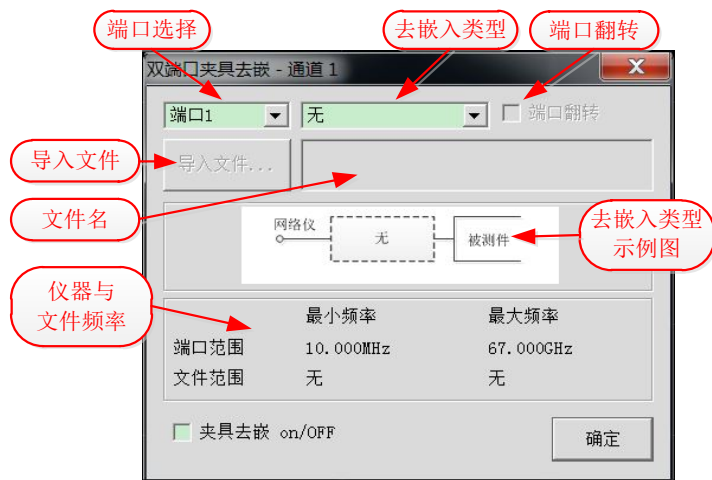 端口选择
去嵌入类型
端口翻转
双端口夹具去嵌 - 通道 1
X
端口1
无
端口翻转
导入文件
导入文件...
文件名
网络仪
无
被测件
去嵌入类型
示例图
仪器与
文件频率
最小频率 最大频率
端口范围 10.000MHz 67.000GHz
文件范围 无 无
夹具去嵌 on/OFF
确定